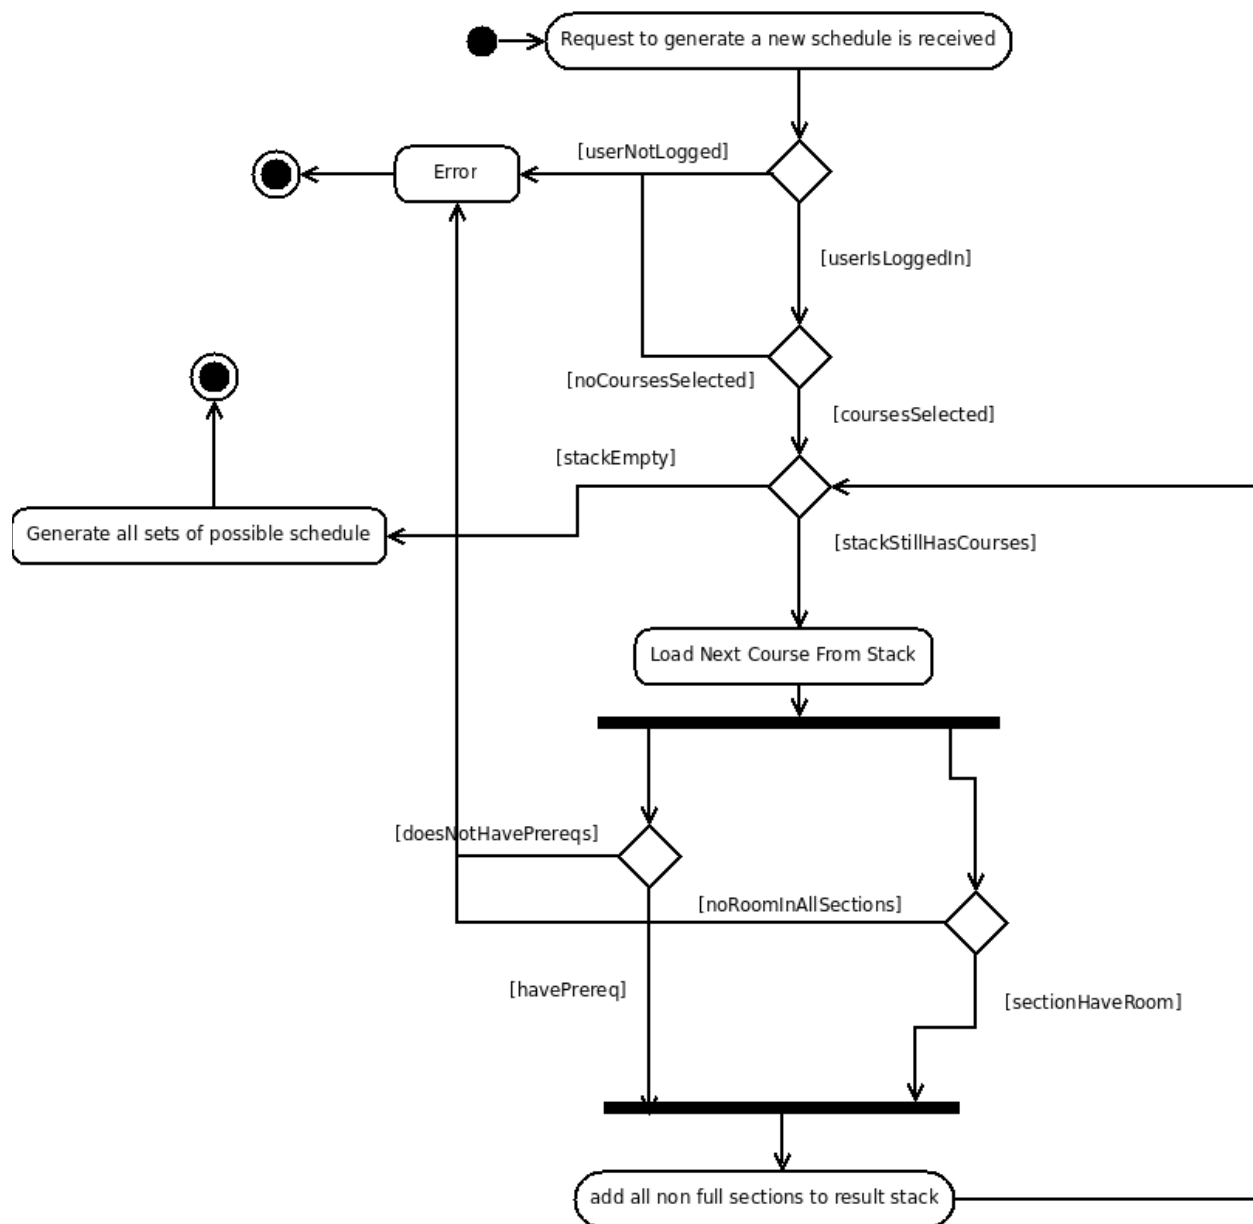 Request to generate a new schedule is received
[userNotLogged]
Error
[userIsLoggedIn]
[noCoursesSelected]
[coursesSelected]
[stackEmpty]
Generate all sets of possible schedule
[stackStillHasCourses]
Load Next Course From Stack
[doesNotHavePrereqs]
[noRoomInAllSections]
[havePrereq]
[sectionHaveRoom]
add all non full sections to result stack